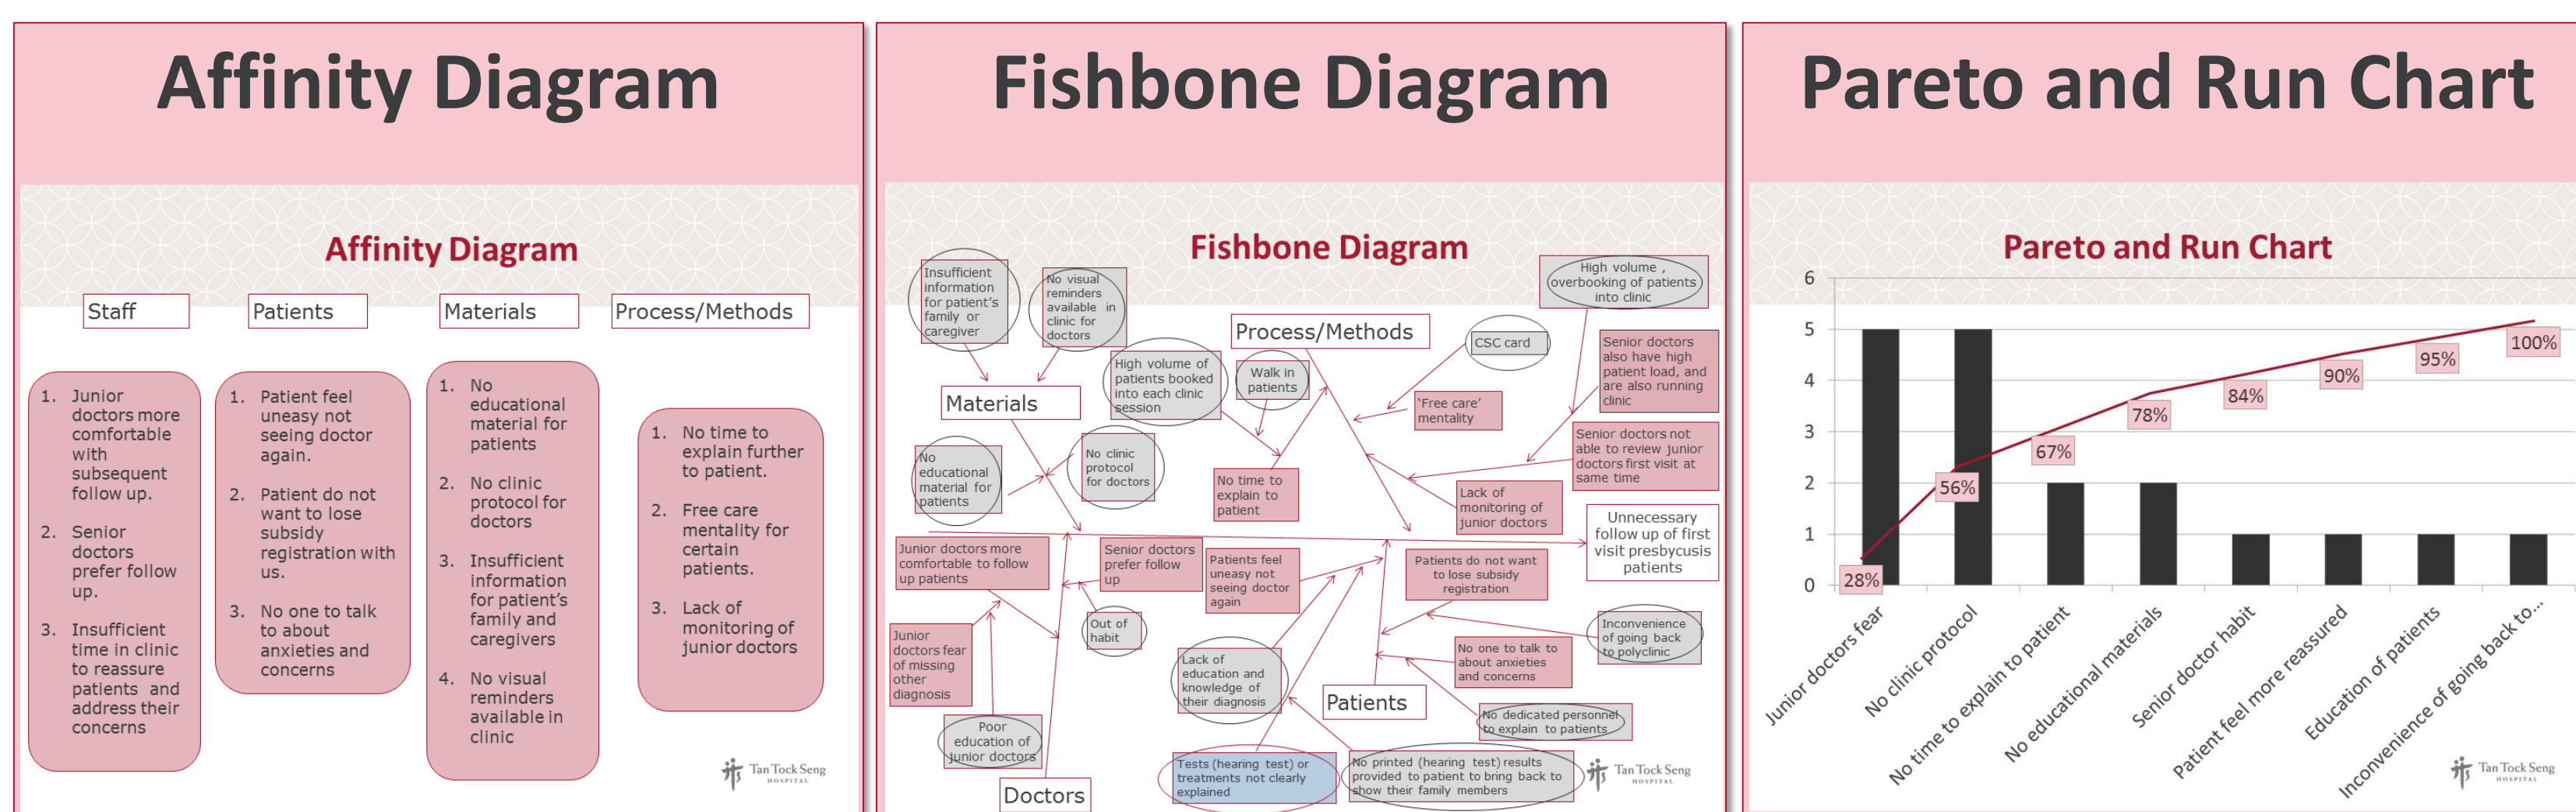 Affinity Diagram
Affinity Diagram
Staff
Patients
Materials
Process/Methods
1. Junior
doctors more
comfortable
with
subsequent
follow up.
2. Senior
doctors
prefer follow
up.
3. Insufficient
time in clinic
to reassure
patients and
address their
concerns
1. Patient feel
uneasy not
seeing doctor
again.
2. Patient do not
want to lose
subsidy
registration with
us.
3. No one to talk
to about
anxieties and
concerns
1. No
educational
material for
patients
2. No clinic
protocol for
doctors
3. Insufficient
information
for patient's
family and
caregivers
4. No visual
reminders
available in
clinic
1. No time to
explain further
to patient.
2. Free care
mentality for
certain
patients.
3. Lack of
monitoring of
junior doctors
Tan Tock Seng
HOSPITAL
Fishbone Diagram
Fishbone Diagram
Insufficient
information
for patient's
family or
caregiver
No visual
reminders
available in
clinic for
doctors
High volume ,
overbooking of patients
into clinic
Process/Methods
CSC card
Senior doctors
also have high
patient load, and
are also running
clinic
High volume of
patients booked
into each clinic
session
Walk in
patients
Materials
'Free care'
mentality
Senior doctors not
able to review junior
doctors first visit at
same time
No
educational
material for
patients
No clinic
protocol
for doctors
No time to
explain to
patient
Lack of
monitoring of
junior doctors
Unnecessary
follow up of first
visit presbycusis
patients
Junior doctors more
comfortable to follow
up patients
Senior doctors
prefer follow
up
Patients feel
uneasy not
seeing doctor
again
Patients do not want
to lose subsidy
registration
Junior
doctors fear
of missing
other
diagnosis
Out of
habit
Inconvenience
of going back
to polyclinic
Lack of
education and
knowledge of
their diagnosis
No one to talk to
about anxieties
and concerns
Patients
Poor
education of
junior doctors
No dedicated personnel
to explain to patients
Tests (hearing test) or
treatments not clearly
explained
No printed (hearing test) results
provided to patient to bring back to
show their family members
Doctors
Tan Tock Seng
HOSPITAL
Pareto and Run Chart
Pareto and Run Chart
6
5
4
3
2
1
0
28%
56%
67%
78%
84%
90%
95%
100%
Junior doctors fear
No clinic protocol
No time to explain to patient
No educational materials
Senior doctor habit
Patient feel more reassured
Education of patients
Inconvenience of going back to...
Tan Tock Seng
HOSPITAL